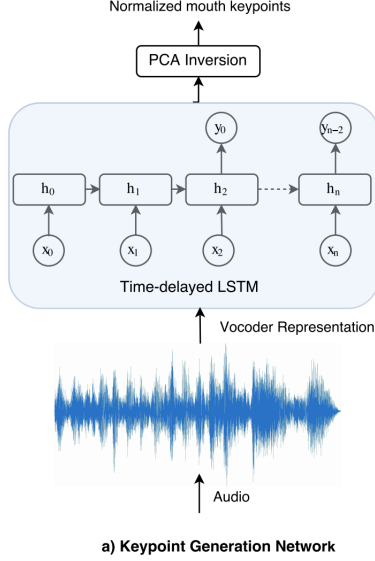 Normalized mouth keypoints
PCA Inversion
y0 yn-2
h0 h1 h2 hn
x0 x1 x2 xn
Time-delayed LSTM
Vocoder Representation
Audio
a) Keypoint Generation Network